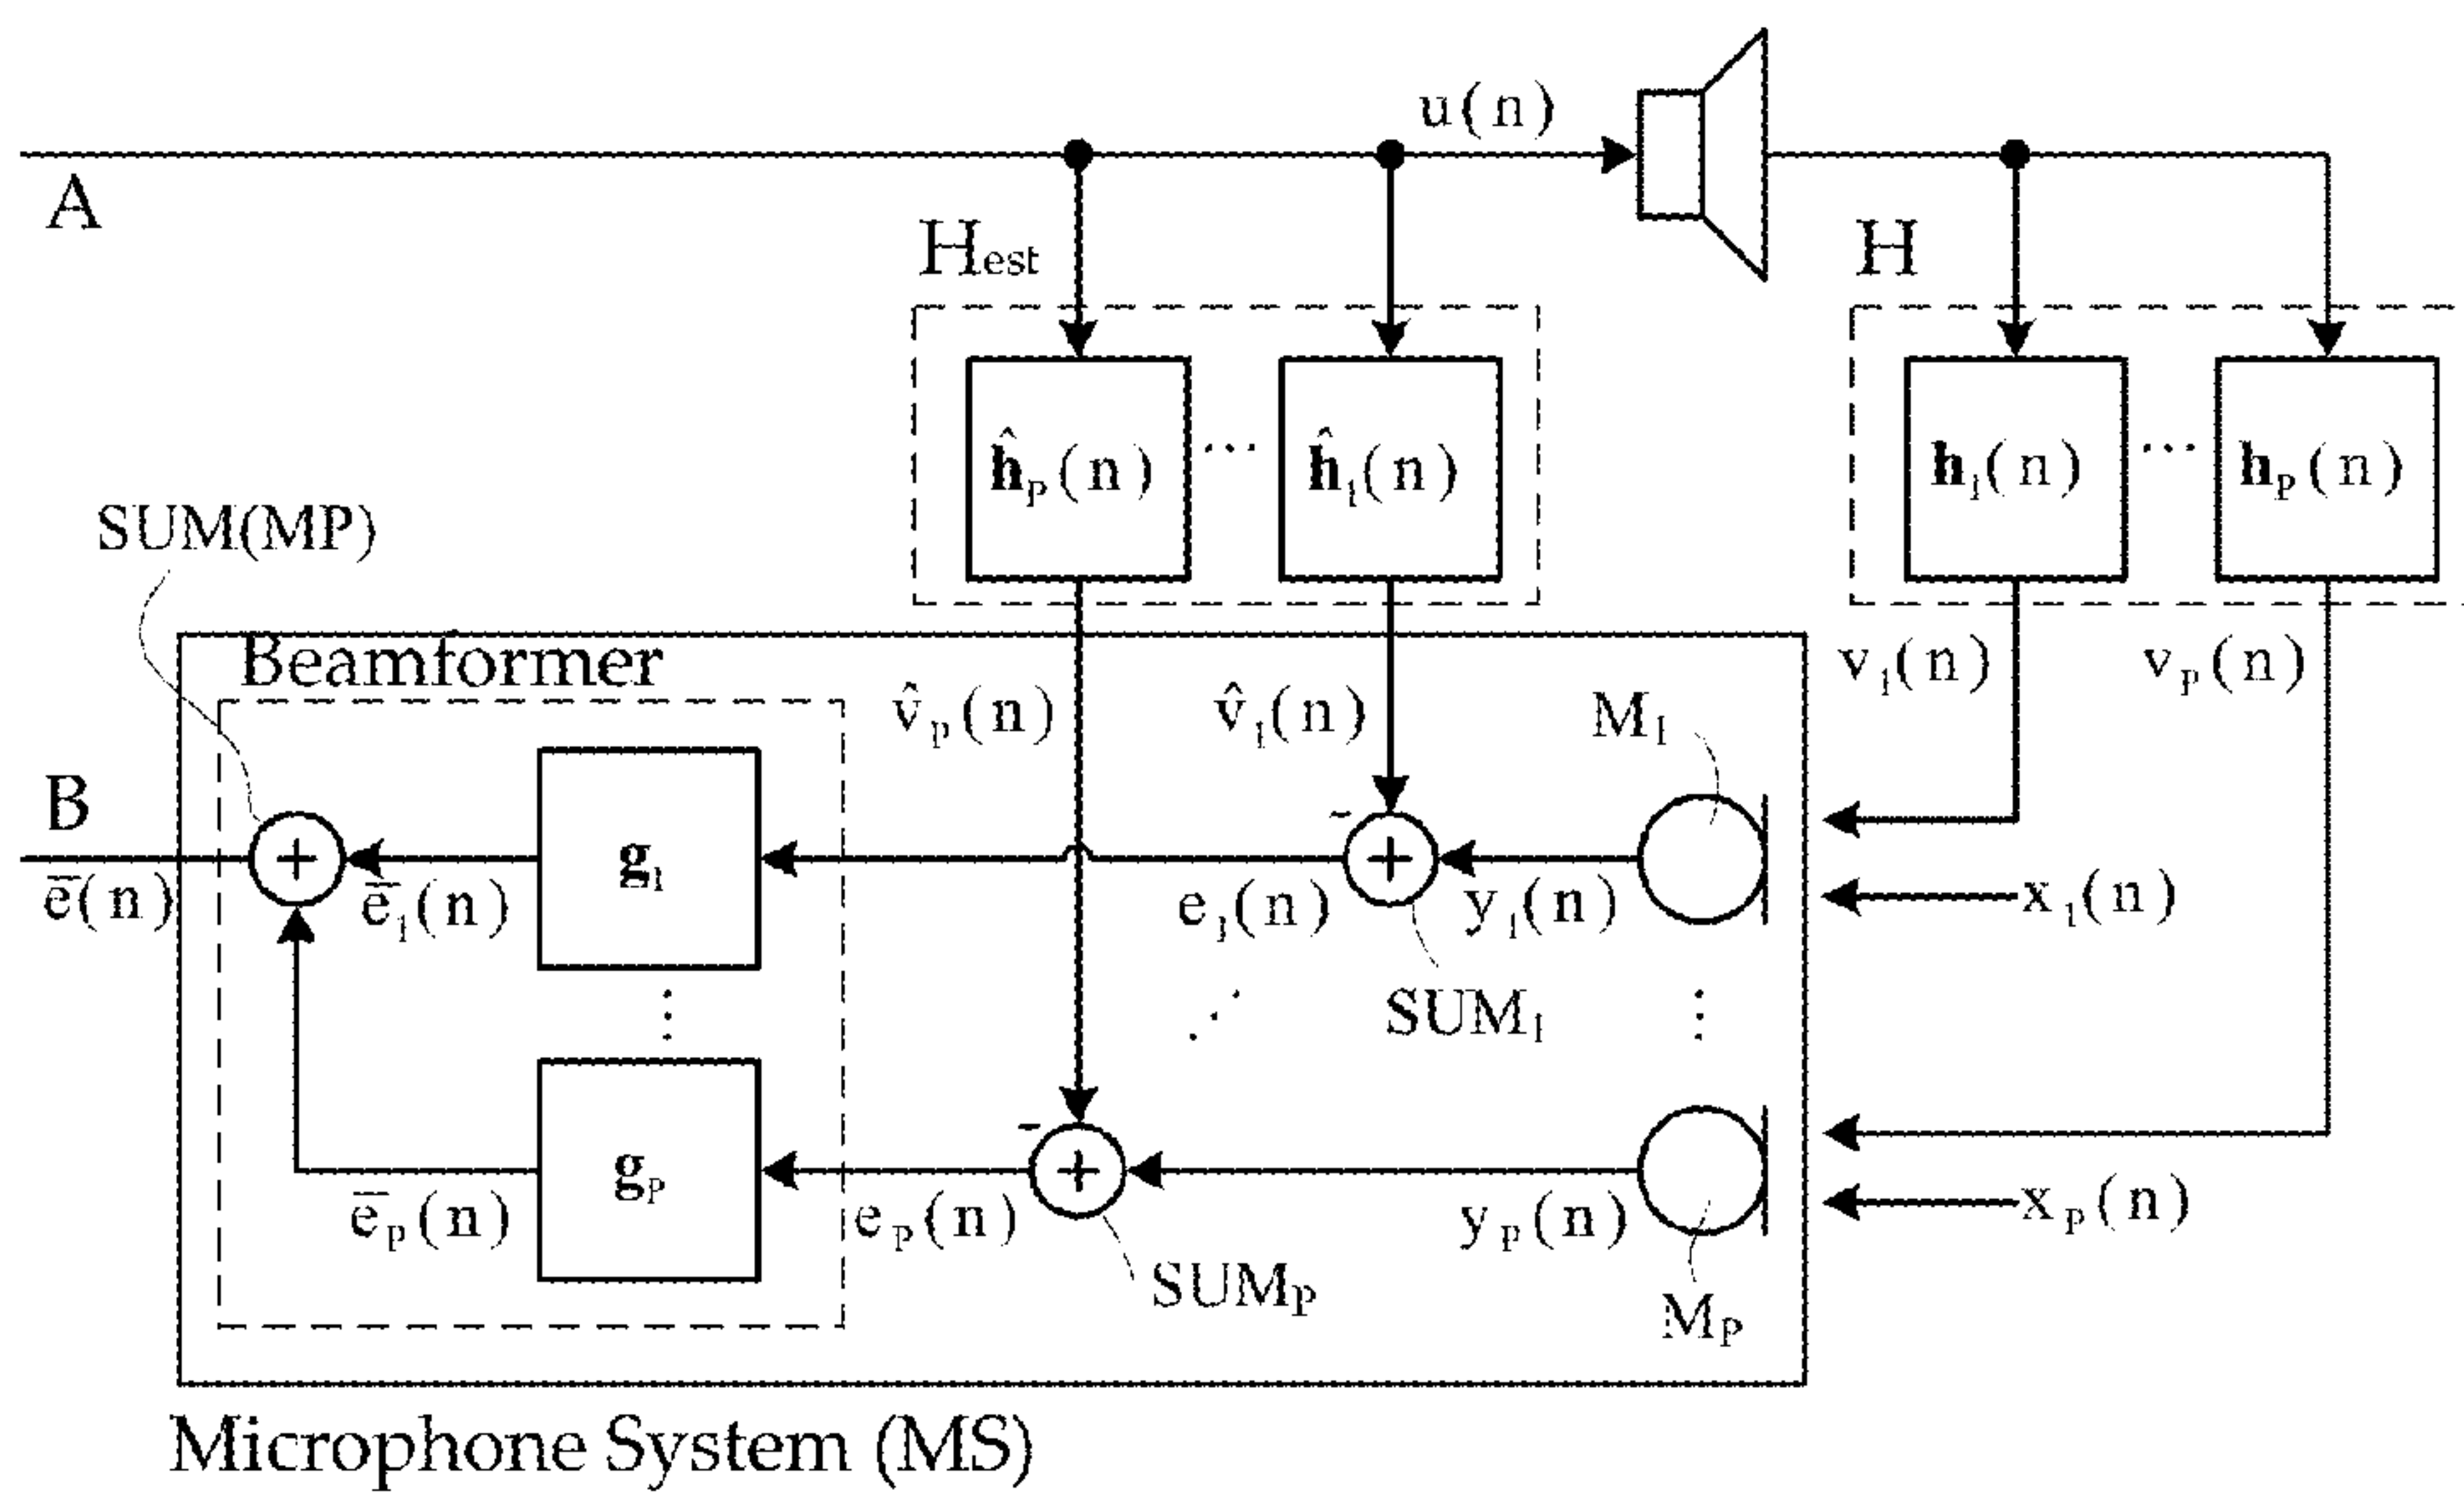 u(n)
A
Hest
H
ĥP(n) ... ĥ1(n)
h1(n) ... hP(n)
SUM(MP)
Beamformer
v̂P(n)
v̂1(n)
M1
v1(n)
vP(n)
B
g1
ē(n)
ē1(n)
e1(n)
y1(n)
x1(n)
SUM1
gP
ēP(n)
eP(n)
yP(n)
xP(n)
SUMP
MP
Microphone System (MS)